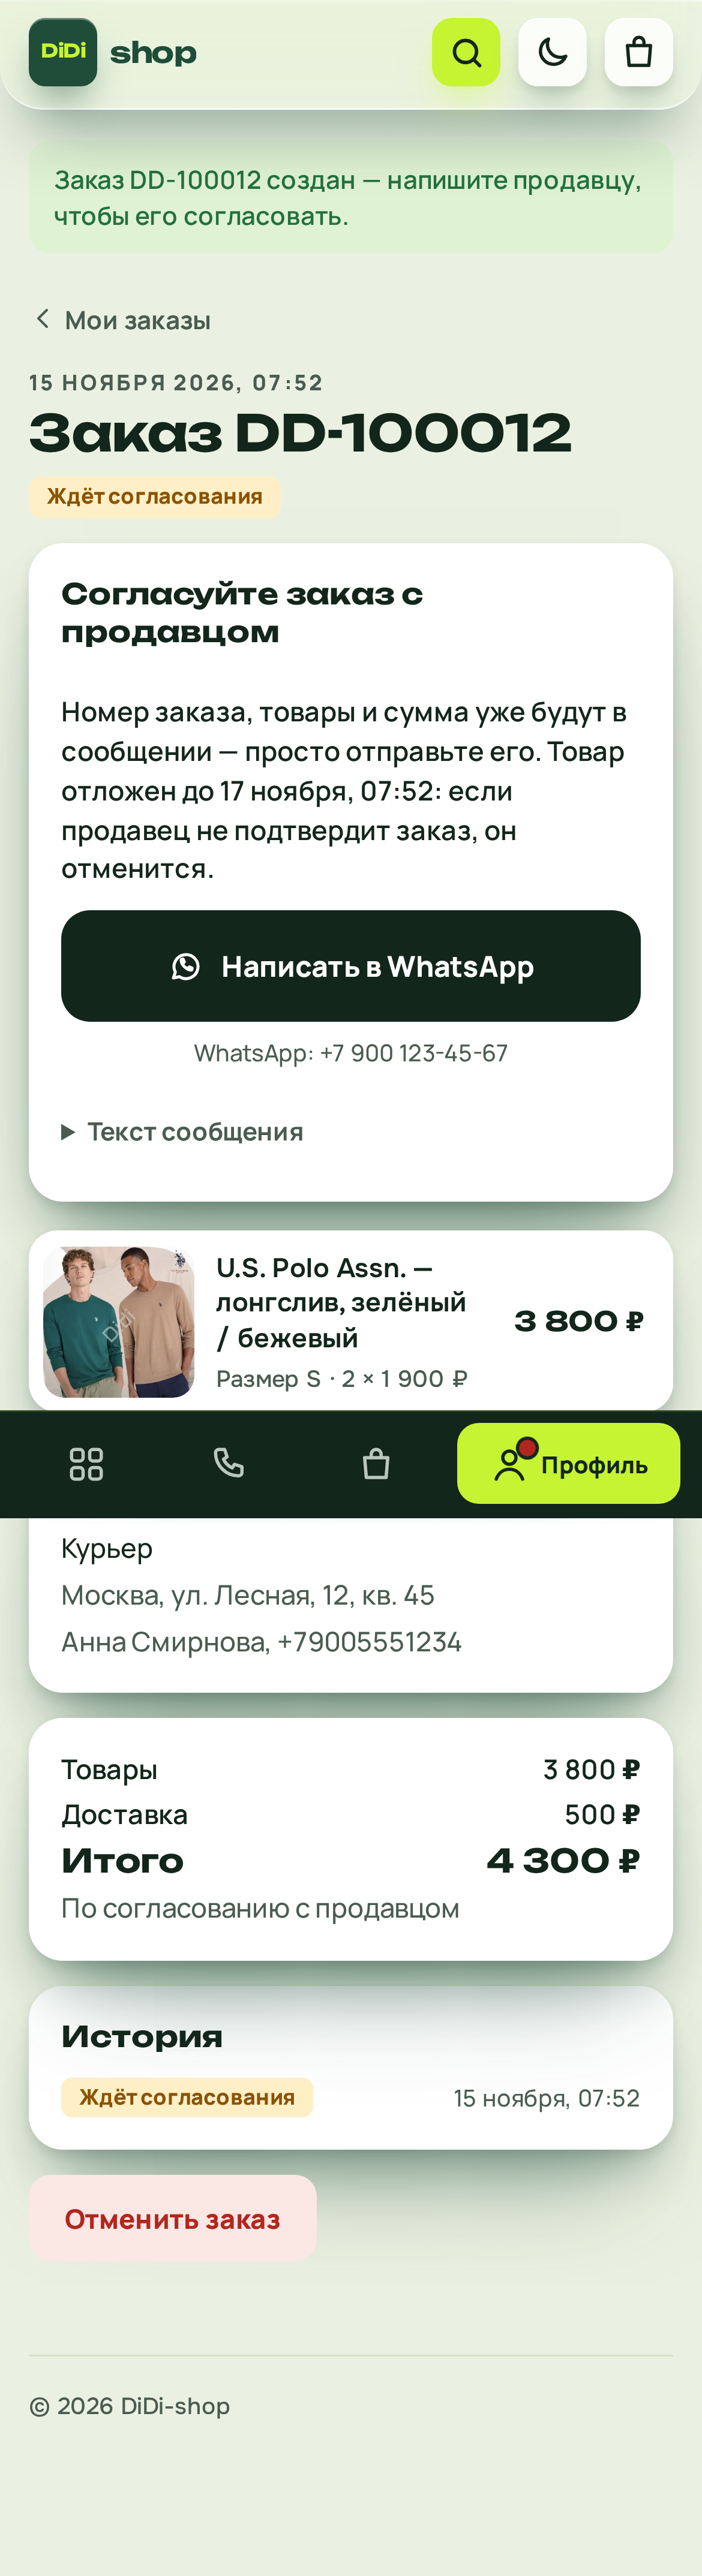 DiDi shop
Заказ DD-100012 создан — напишите продавцу,
чтобы его согласовать.
Мои заказы
15 НОЯБРЯ 2026, 07:52
Заказ DD-100012
Ждёт согласования
Согласуйте заказ с
продавцом
Номер заказа, товары и сумма уже будут в
сообщении — просто отправьте его. Товар
отложен до 17 ноября, 07:52: если
продавец не подтвердит заказ, он
отменится.
Написать в WhatsApp
WhatsApp: +7 900 123-45-67
Текст сообщения
DiDi
U.S. Polo Assn. —
лонгслив, зелёный
/ бежевый
Размер S · 2 × 1 900 ₽
3 800 ₽
Профиль
Курьер
Москва, ул. Лесная, 12, кв. 45
Анна Смирнова, +79005551234
Товары 3 800 ₽
Доставка 500 ₽
Итого 4 300 ₽
По согласованию с продавцом
История
Ждёт согласования 15 ноября, 07:52
Отменить заказ
© 2026 DiDi-shop